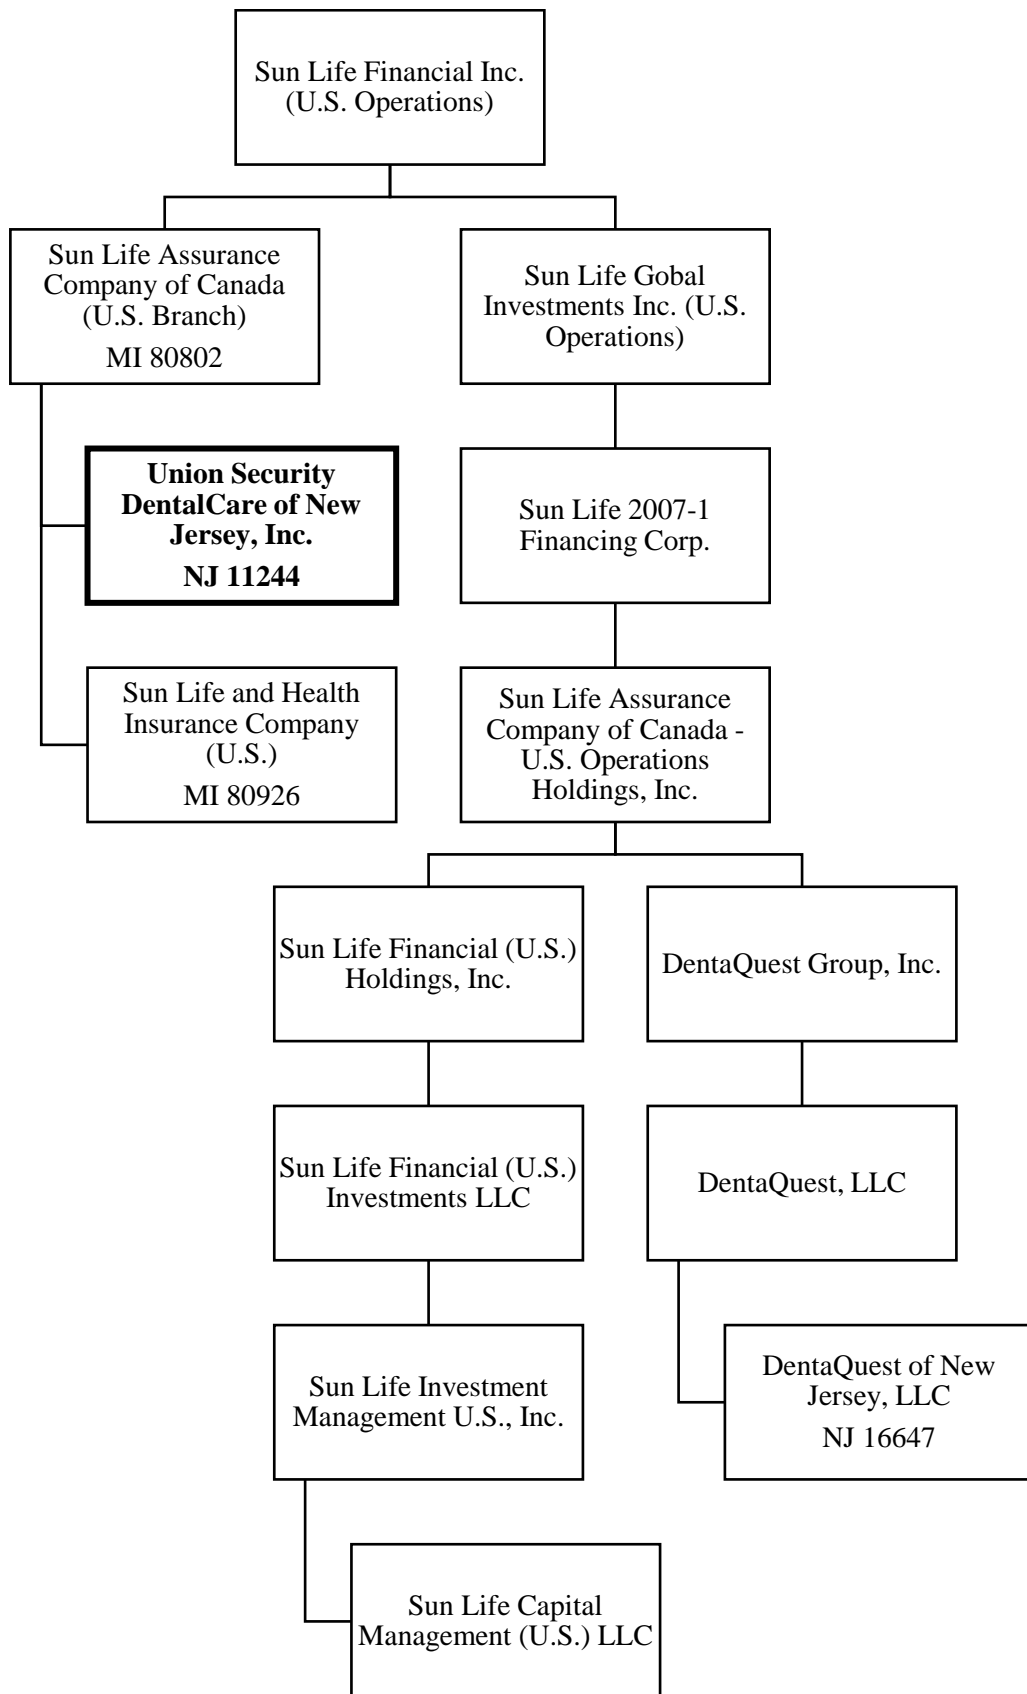 Sun Life Financial Inc.
(U.S. Operations)
Sun Life Assurance
Company of Canada
(U.S. Branch)
MI 80802
Sun Life Gobal
Investments Inc. (U.S.
Operations)
Union Security
DentalCare of New
Jersey, Inc.
NJ 11244
Sun Life 2007-1
Financing Corp.
Sun Life and Health
Insurance Company
(U.S.)
MI 80926
Sun Life Assurance
Company of Canada -
U.S. Operations
Holdings, Inc.
Sun Life Financial (U.S.)
Holdings, Inc.
DentaQuest Group, Inc.
Sun Life Financial (U.S.)
Investments LLC
DentaQuest, LLC
Sun Life Investment
Management U.S., Inc.
DentaQuest of New
Jersey, LLC
NJ 16647
Sun Life Capital
Management (U.S.) LLC